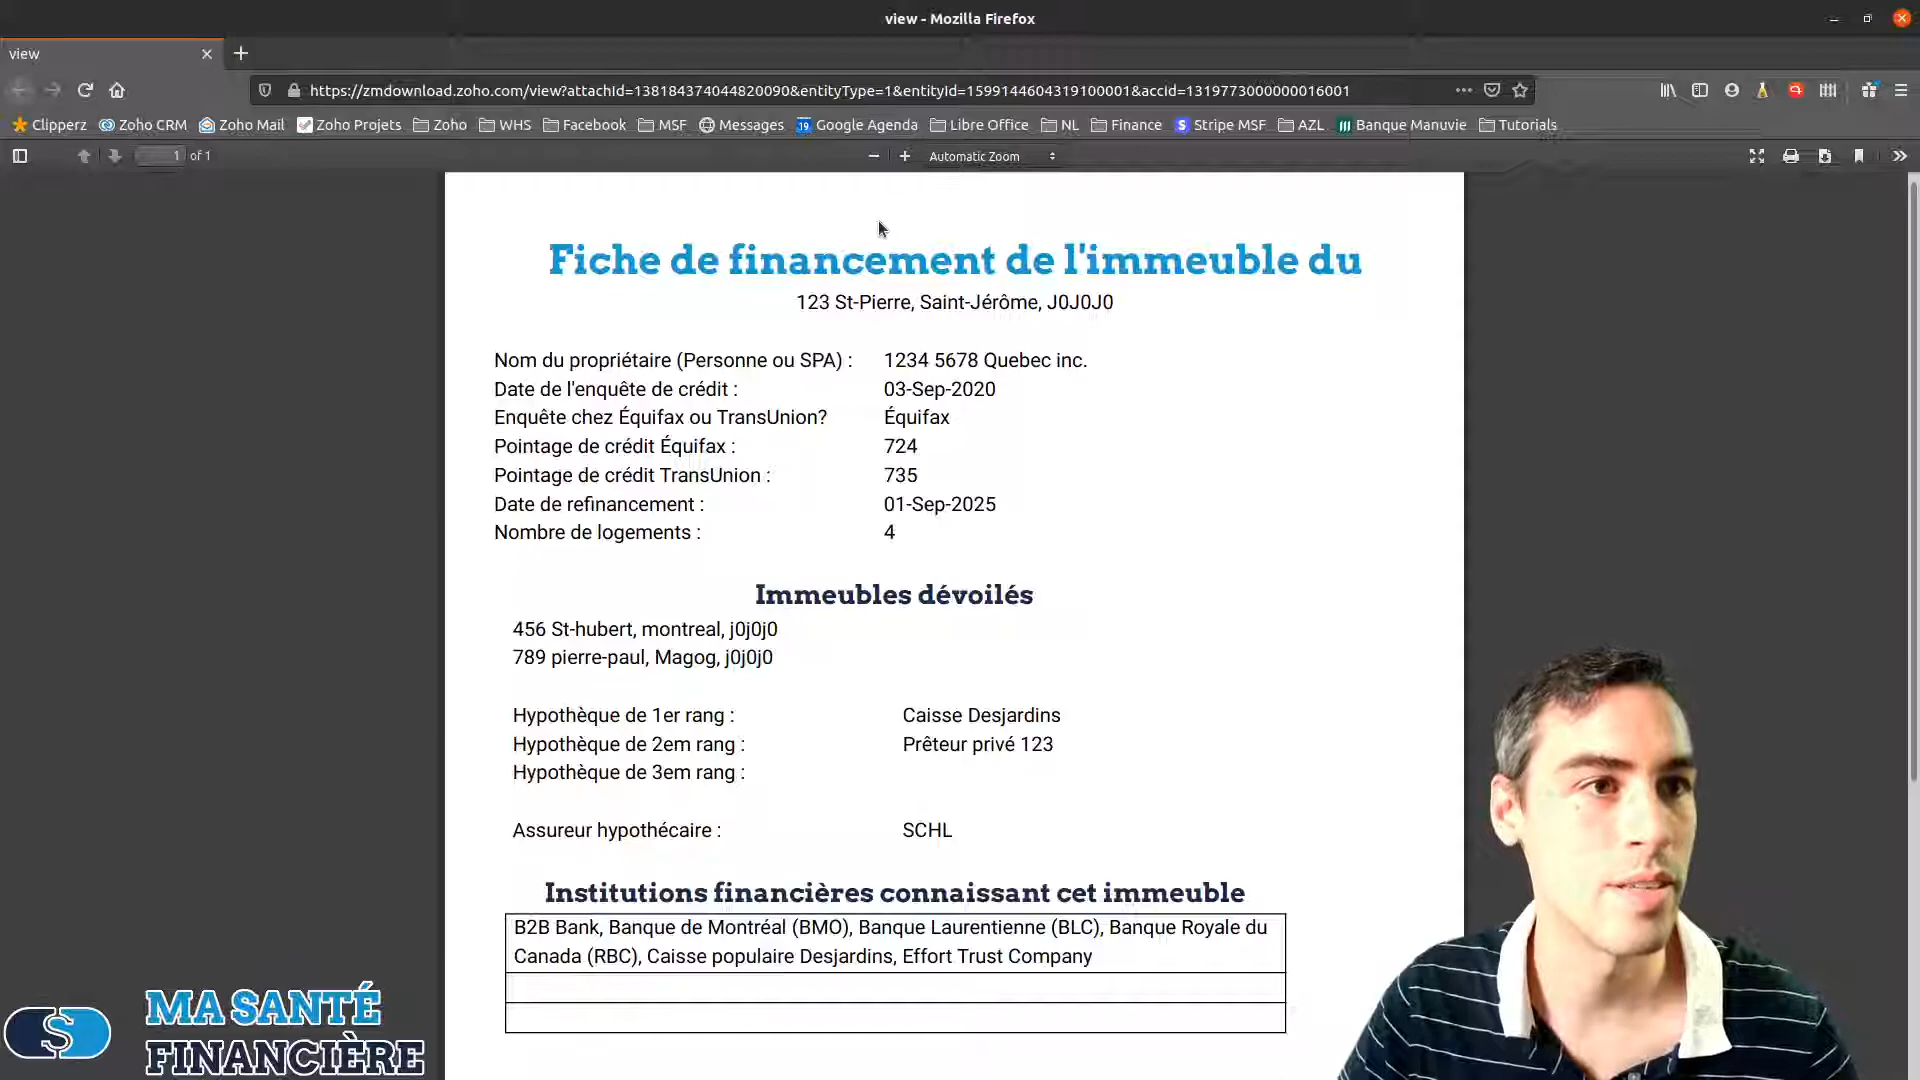 view - Mozilla Firefox
view
https://zmdownload.zoho.com/view?attachId=138184374044820090&entityType=1&entityId=1599144604319100001&accId=1319773000000016001
Clipperz
Zoho CRM
Zoho Mail
Zoho Projets
Zoho
WHS
Facebook
MSF
Messages
19
Google Agenda
Libre Office
NL
Finance
S
Stripe MSF
AZL
Banque Manuvie
Tutorials
1 of 1
Automatic Zoom
Fiche de financement de l'immeuble du
123 St-Pierre, Saint-Jérôme, J0J0J0
Nom du propriétaire (Personne ou SPA) : 1234 5678 Quebec inc.
Date de l'enquête de crédit : 03-Sep-2020
Enquête chez Équifax ou TransUnion? Équifax
Pointage de crédit Équifax : 724
Pointage de crédit TransUnion : 735
Date de refinancement : 01-Sep-2025
Nombre de logements : 4
Immeubles dévoilés
456 St-hubert, montreal, j0j0j0
789 pierre-paul, Magog, j0j0j0
Hypothèque de 1er rang : Caisse Desjardins
Hypothèque de 2em rang : Prêteur privé 123
Hypothèque de 3em rang :
Assureur hypothécaire : SCHL
Institutions financières connaissant cet immeuble
B2B Bank, Banque de Montréal (BMO), Banque Laurentienne (BLC), Banque Royale du
Canada (RBC), Caisse populaire Desjardins, Effort Trust Company
S
MA SANTÉ
FINANCIÈRE